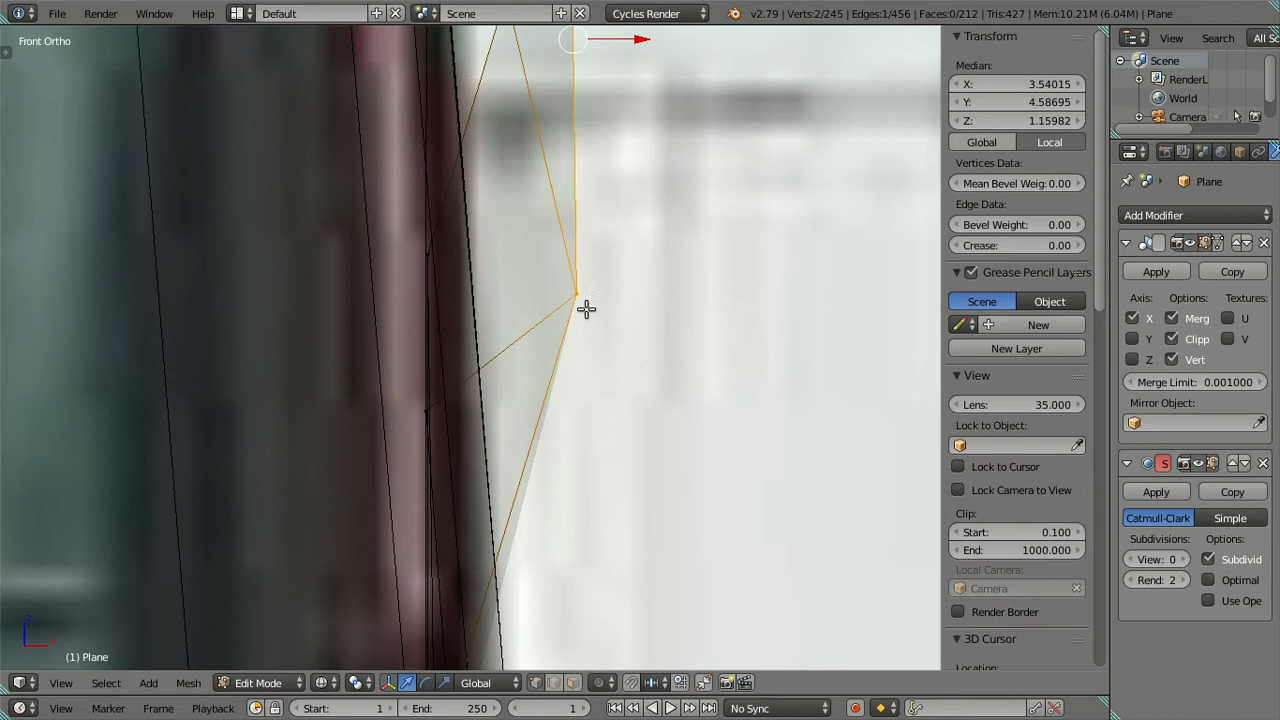 File Render Window Help Default Scene Cycles Render v2.79 | Verts:2/245 | Edges:1/456 | Faces:0/212 | Tris:427 | Mem:10.21M (6.04M) | Plane
Front Ortho
(1) Plane
Transform
Median:
X: 3.54015
Y: 4.58695
Z: 1.15982
Global Local
Vertices Data:
Mean Bevel Weig: 0.00
Edge Data:
Bevel Weight: 0.00
Crease: 0.00
Grease Pencil Layers
Scene Object
New
New Layer
View
Lens: 35.000
Lock to Object:
Lock to Cursor
Lock Camera to View
Clip:
Start: 0.100
End: 1000.000
Local Camera:
Camera
Render Border
3D Cursor
Location:
View Search All Sc
Scene
RenderL
World
Camera
Plane
Add Modifier
Apply Copy
Axis: Options: Textures:
X Merg U
Y Clipp V
Z Vert
Merge Limit: 0.001000
Mirror Object:
S
Apply Copy
Catmull-Clark Simple
Subdivisions: Options:
View: 0 Subdivid
Rend: 2 Optimal
Use Ope
View Select Add Mesh Edit Mode Global
View Marker Frame Playback Start: 1 End: 250 1 No Sync